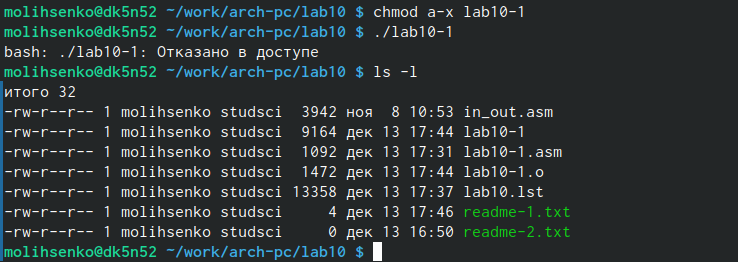 molihsenko@dk5n52 ~/work/arch-pc/lab10 $ chmod a-x lab10-1
molihsenko@dk5n52 ~/work/arch-pc/lab10 $ ./lab10-1
bash: ./lab10-1: Отказано в доступе
molihsenko@dk5n52 ~/work/arch-pc/lab10 $ ls -l
итого 32
-rw-r--r-- 1 molihsenko studsci  3942 ноя  8 10:53 in_out.asm
-rw-r--r-- 1 molihsenko studsci  9164 дек 13 17:44 lab10-1
-rw-r--r-- 1 molihsenko studsci  1092 дек 13 17:31 lab10-1.asm
-rw-r--r-- 1 molihsenko studsci  1472 дек 13 17:44 lab10-1.o
-rw-r--r-- 1 molihsenko studsci 13358 дек 13 17:37 lab10.lst
-rw-r--r-- 1 molihsenko studsci     4 дек 13 17:46 readme-1.txt
-rw-r--r-- 1 molihsenko studsci     0 дек 13 16:50 readme-2.txt
molihsenko@dk5n52 ~/work/arch-pc/lab10 $